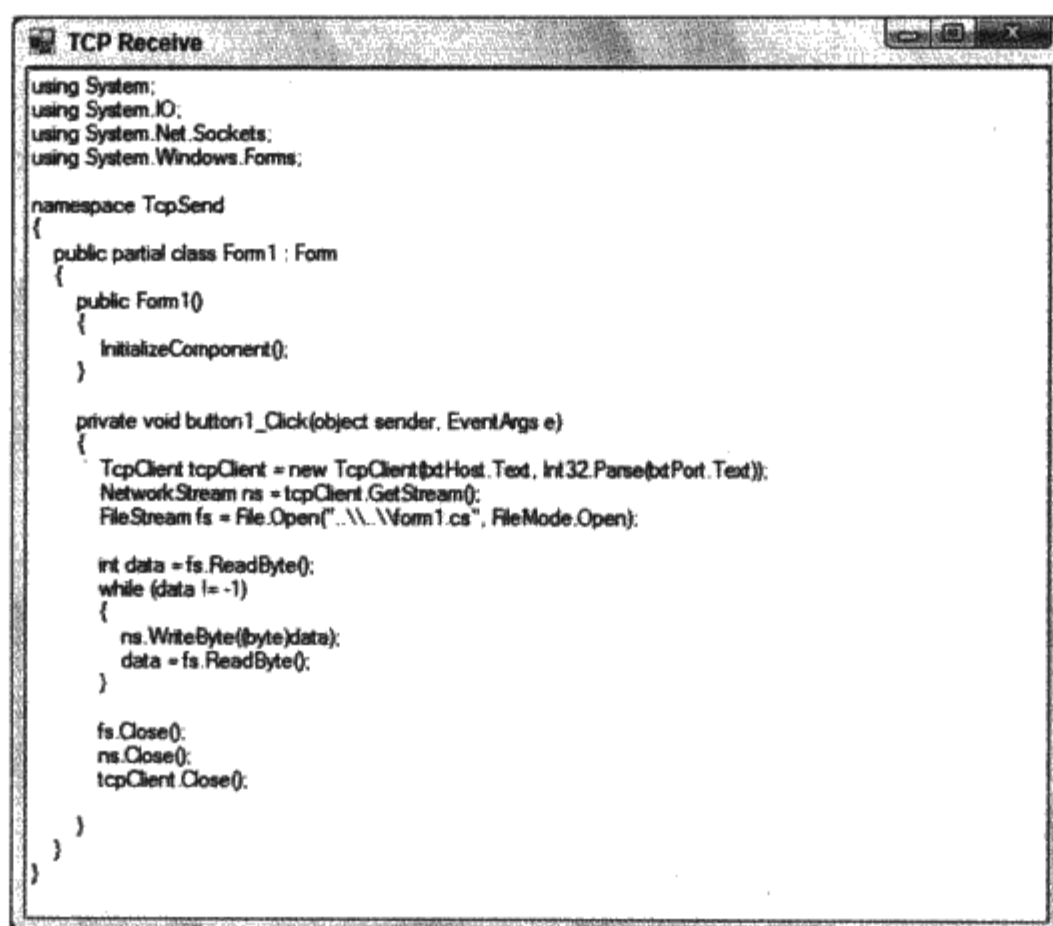 TCP Receive
using System;
using System.IO;
using System.Net.Sockets;
using System.Windows.Forms;
namespace TcpSend
{
public partial class Form1 : Form
{
public Form1()
{
InitializeComponent();
}
private void button1_Click(object sender, EventArgs e)
{
TcpClient tcpClient = new TcpClient(txtHost.Text, Int32.Parse(txtPort.Text));
NetworkStream ns = tcpClient.GetStream();
FileStream fs = File.Open("..\\..\\form1.cs", FileMode.Open);
int data = fs.ReadByte();
while (data != -1)
{
ns.WriteByte((byte)data);
data = fs.ReadByte();
}
fs.Close();
ns.Close();
tcpClient.Close();
}
}
}